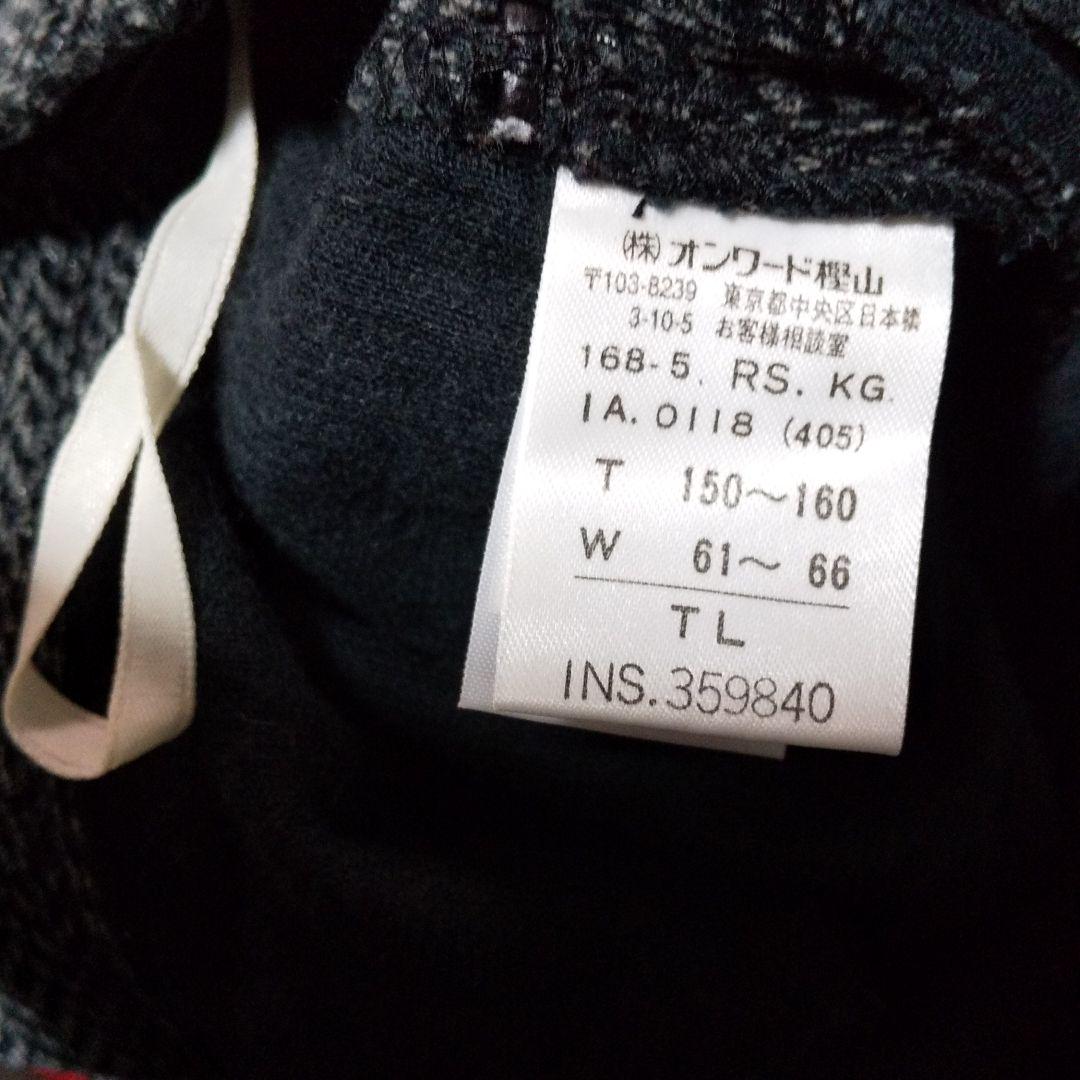 (株)オンワード樫山
〒103-8239 東京都中央区日本橋
3-10-5 お客様相談室
168-5. RS. KG.
IA. 0118 (405)
T 150〜160
W 61〜 66
TL
INS.359840